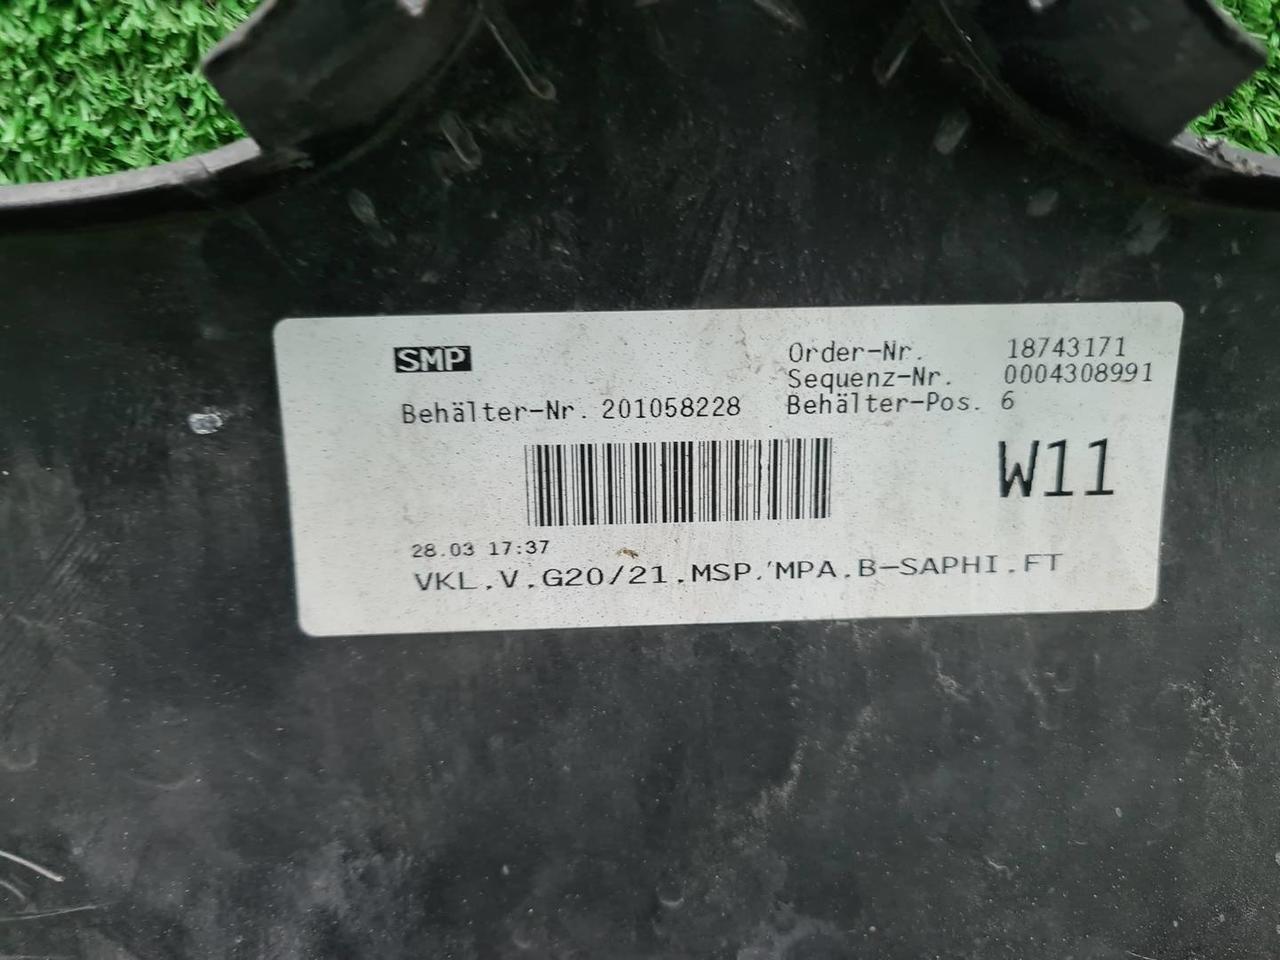 SMP
Order-Nr. 18743171
Sequenz-Nr. 0004308991
Behälter-Nr. 201058228 Behälter-Pos. 6
W11
28.03 17:37
VKL.V.G20/21.MSP.'MPA.B-SAPHI.FT